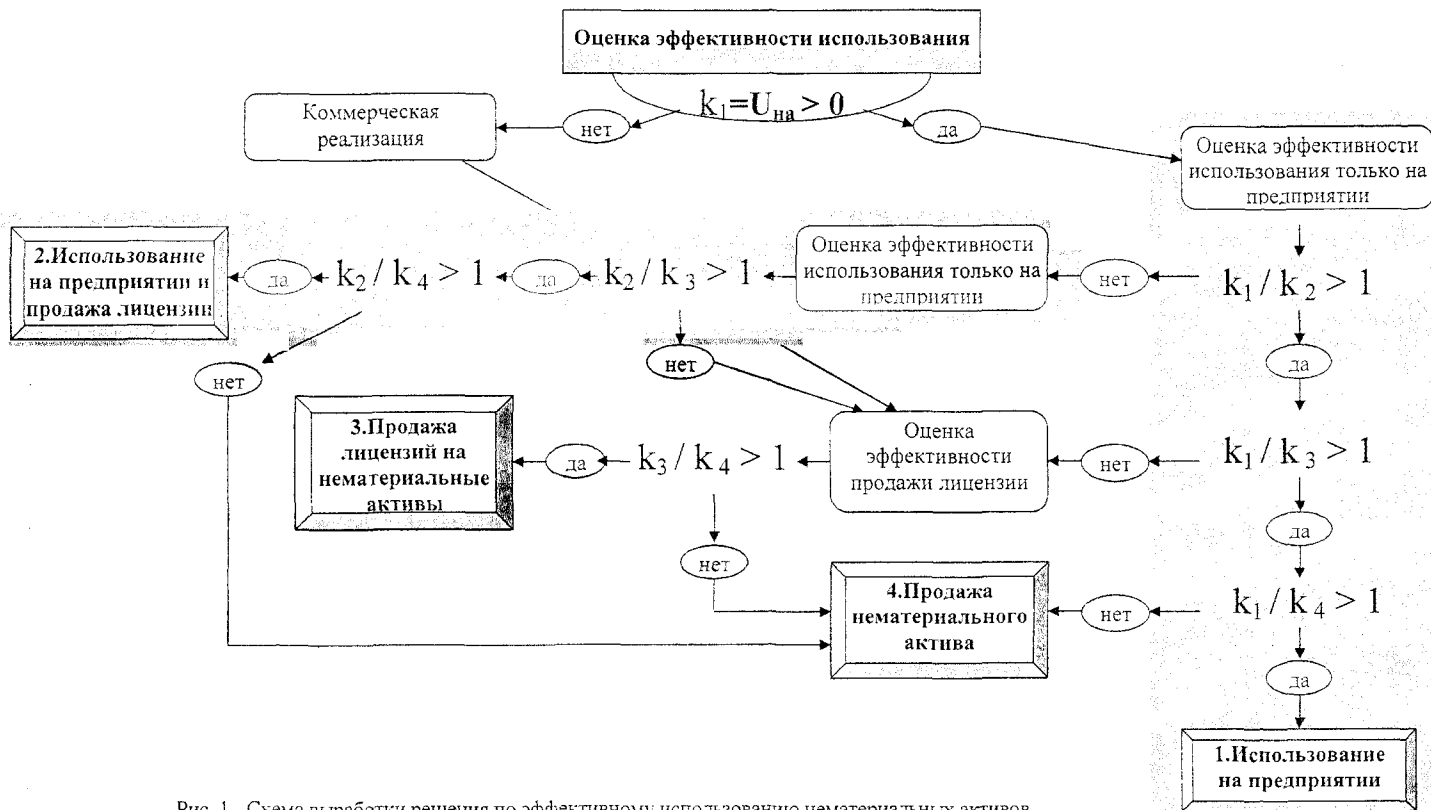 Оценка эффективности использования
k₁=Uна > 0
Коммерческая
реализация
нет
да
Оценка эффективности
использования только на
предприятии
2.Использование
на предприятии и
продажа лицензии
да
k₂ / k₄ > 1
да
k₂ / k₃ > 1
Оценка эффективности
использования только на
предприятии
нет
k₁ / k₂ > 1
нет
нет
да
3.Продажа
лицензий на
нематериальные
активы
да
k₃ / k₄ > 1
Оценка
эффективности
продажи лицензии
нет
k₁ / k₃ > 1
да
нет
4.Продажа
нематериального
актива
нет
k₁ / k₄ > 1
да
1.Использование
на предприятии
Рис. 1 Схема выработки решения по эффективному использованию нематериальных активов